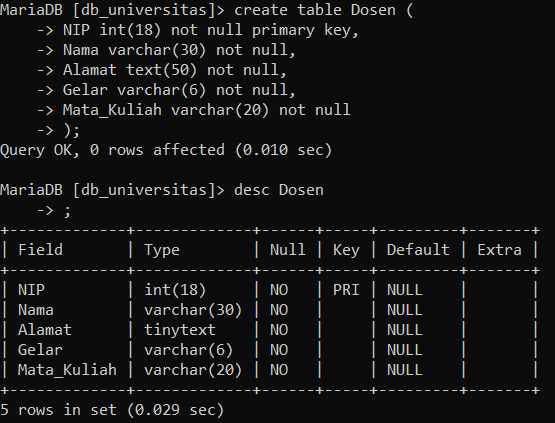 MariaDB [db_universitas]> create table Dosen (
    -> NIP int(18) not null primary key,
    -> Nama varchar(30) not null,
    -> Alamat text(50) not null,
    -> Gelar varchar(6) not null,
    -> Mata_Kuliah varchar(20) not null
    -> );
Query OK, 0 rows affected (0.010 sec)

MariaDB [db_universitas]> desc Dosen
    -> ;
+-------------+-------------+------+-----+---------+-------+
| Field       | Type        | Null | Key | Default | Extra |
+-------------+-------------+------+-----+---------+-------+
| NIP         | int(18)     | NO   | PRI | NULL    |       |
| Nama        | varchar(30) | NO   |     | NULL    |       |
| Alamat      | tinytext    | NO   |     | NULL    |       |
| Gelar       | varchar(6)  | NO   |     | NULL    |       |
| Mata_Kuliah | varchar(20) | NO   |     | NULL    |       |
+-------------+-------------+------+-----+---------+-------+
5 rows in set (0.029 sec)